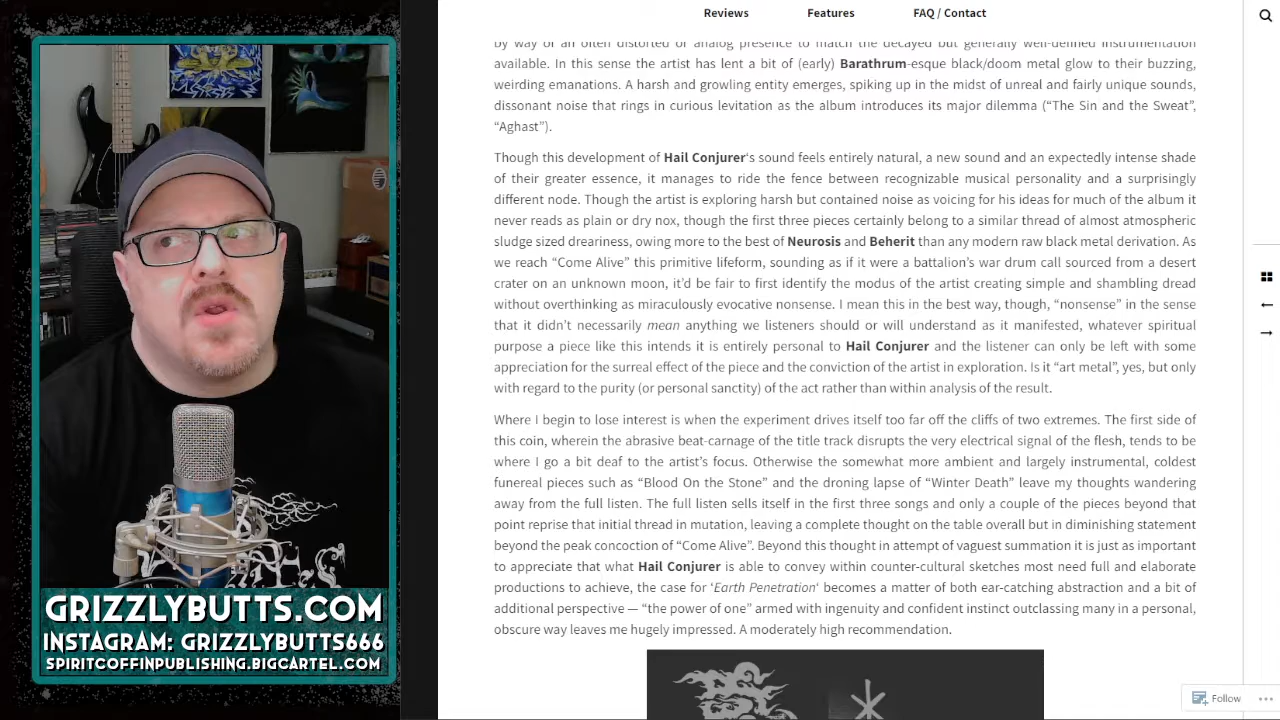 Reviews Features FAQ / Contact
by way of an often distorted or analog presence to match the decayed but generally well-defined instrumentation
available. In this sense the artist has lent a bit of (early) Barathrum-esque black/doom metal glow to their buzzing,
weirding emanations. A harsh and growling entity emerges, spiking up in the midst of unreal and fairly unique sounds,
dissonant noise that rings in curious levitation as the album introduces its major dilemma (“The Sin and the Sweat”,
“Aghast”).
Though this development of Hail Conjurer‘s sound feels entirely natural, a new sound and an expectedly intense shade
of their greater essence, it manages to ride the fence between recognizable musical personality and a surprisingly
different node. Though the artist is exploring harsh but contained noise as voicing for his ideas for much of the album it
never reads as plain or dry nox, though the first three pieces certainly belong to a similar thread of almost atmospheric
sludge sized dreariness, owing more to the best of Neurosis and Beherit than any modern raw black metal derivation. As
we reach “Come Alive” this primitive lifeform, sounding as if it were a battalion’s war drum call sourced from a desert
crater on an unknown moon, it’d be fair to first identify the modus of the artist creating simple and shambling dread
without overthinking as miraculously evocative nonsense. I mean this in the best way, though, “nonsense” in the sense
that it didn’t necessarily mean anything we listeners should or will understand as it manifested, whatever spiritual
purpose a piece like this intends it is entirely personal to Hail Conjurer and the listener can only be left with some
appreciation for the surreal effect of the piece and the conviction of the artist in exploration. Is it “art metal”, yes, but only
with regard to the purity (or personal sanctity) of the act rather than within analysis of the result.
Where I begin to lose interest is when the experiment drives itself too far off the cliffs of two extremes. The first side of
this coin, wherein the abrasive beat-carnage of the title track disrupts the very electrical signal of the flesh, tends to be
where I go a bit deaf to the artist’s focus. Otherwise the somewhat more ambient and largely instrumental, coldest
funereal pieces such as “Blood On the Stone” and the droning lapse of “Winter Death” leave my thoughts wandering
away from the full listen. The full listen sells itself in the first three songs and only a couple of the pieces beyond that
point reprise that initial thread in mutation, leaving a complete thought on the table overall but in diminishing statement
beyond the peak concoction of “Come Alive”. Beyond this thought in attempt of vaguest summation it is just as important
to appreciate that what Hail Conjurer is able to convey within counter-cultural sketches most need full and elaborate
productions to achieve, the case for ‘Earth Penetration‘ becomes a matter of both ear-catching abstraction and a bit of
additional perspective — “the power of one” armed with ingenuity and confident instinct outclassing many in a personal,
obscure way leaves me hugely impressed. A moderately high recommendation.
GRIZZLYBUTTS.COM
INSTAGRAM: GRIZZLYBUTTS666
SPIRITCOFFINPUBLISHING.BIGCARTEL.COM
Follow